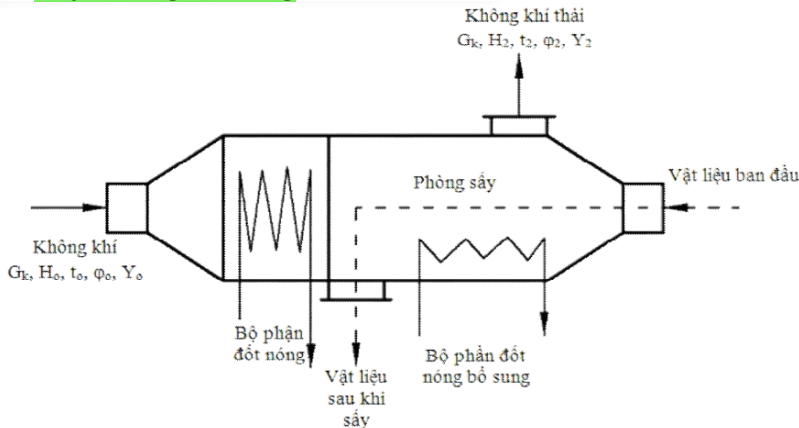 Không khí thải
Gk, H2, t2, φ2, Y2
Phòng sấy
Vật liệu ban đầu
Không khí
Gk, Ho, to, φo, Yo
Bộ phận
đốt nóng
Vật liệu
sau khi
sấy
Bộ phần đốt
nóng bổ sung